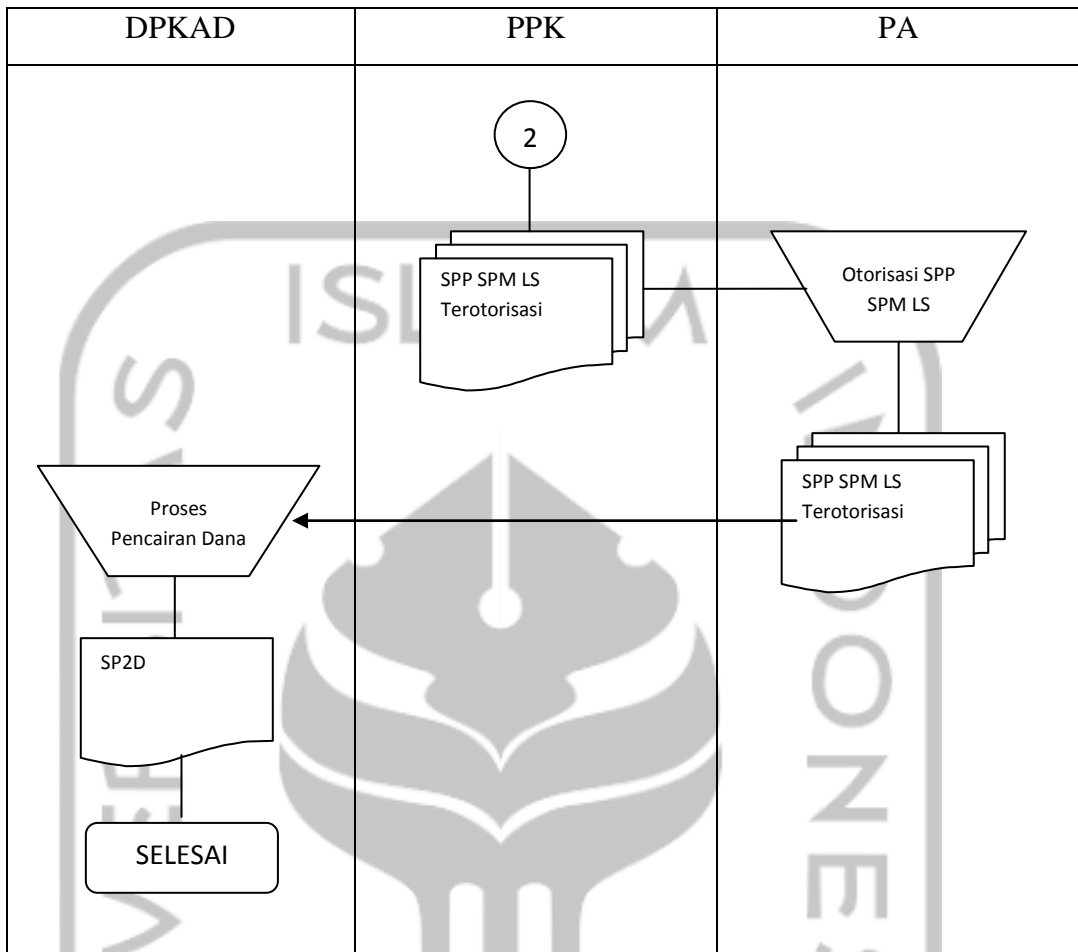 DPKAD
PPK
PA
2
SPP SPM LS
Terotorisasi
Otorisasi SPP
SPM LS
SPP SPM LS
Terotorisasi
Proses
Pencairan Dana
SP2D
SELESAI
ISL M